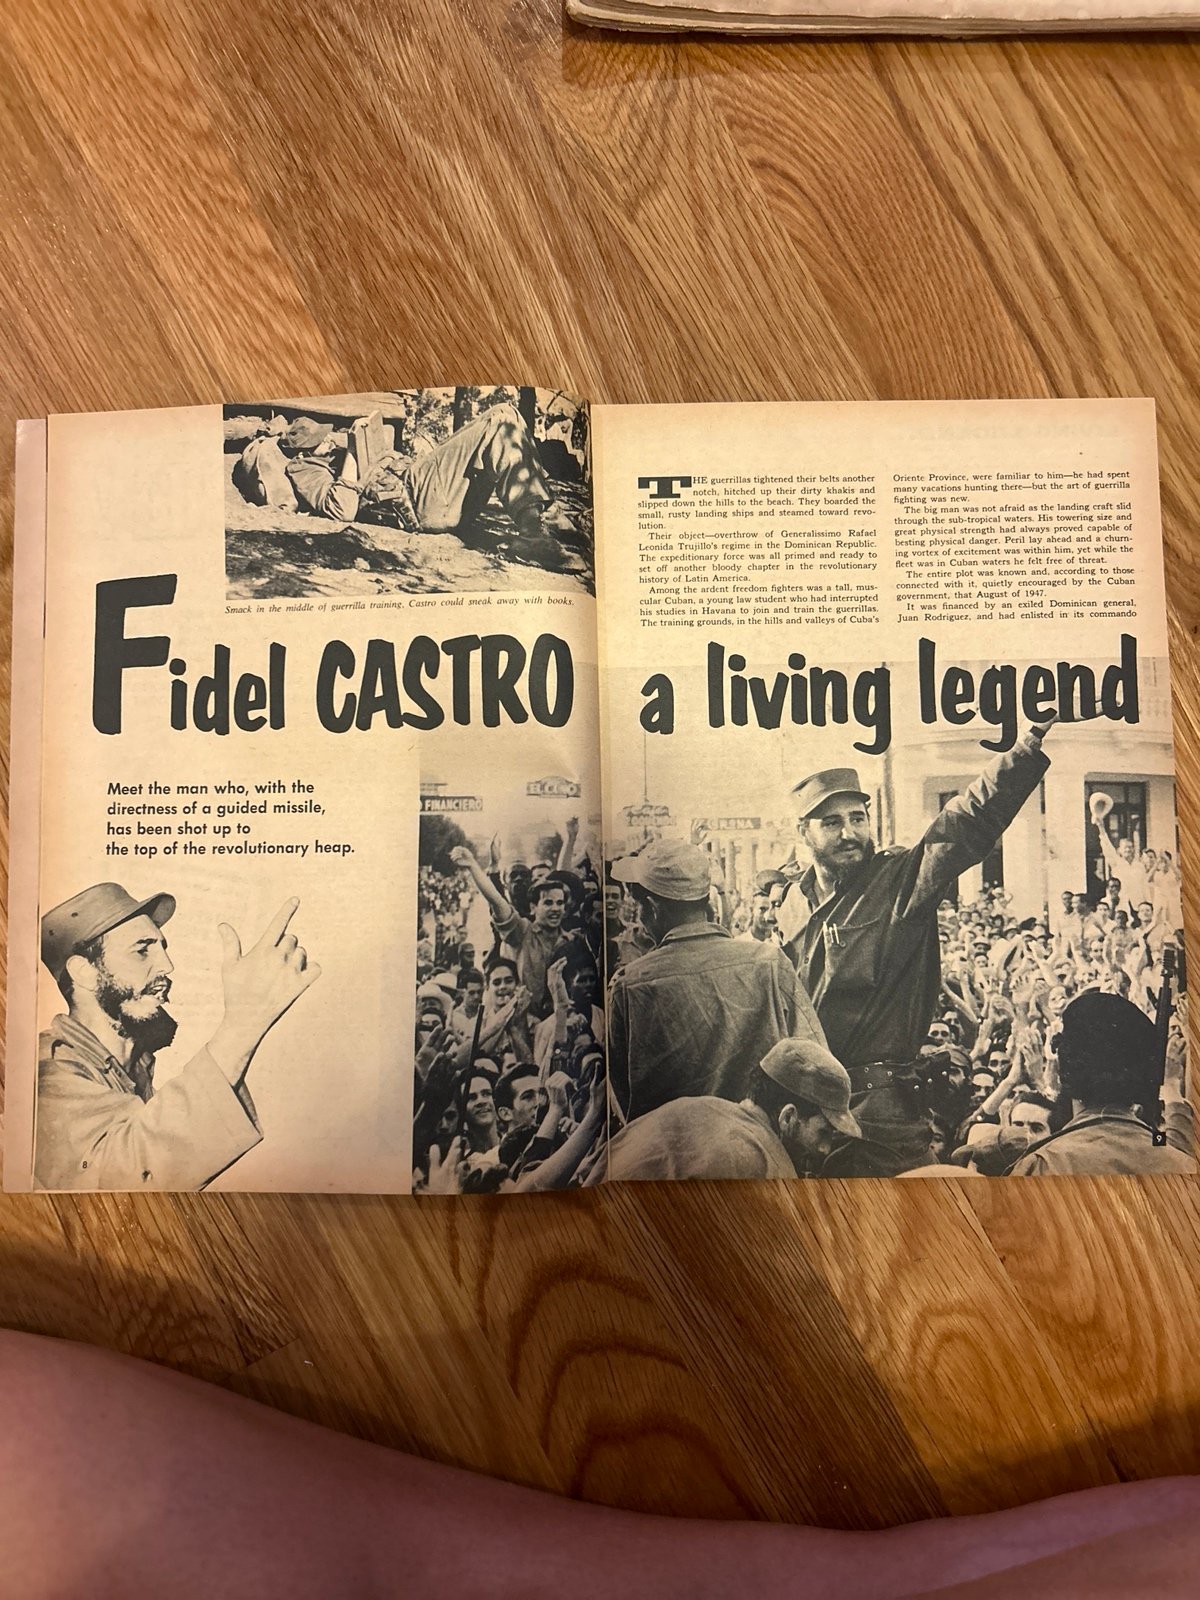 Smack in the middle of guerrilla training, Castro could sneak away with books.
Fidel CASTRO a living legend
Meet the man who, with the
directness of a guided missile,
has been shot up to
the top of the revolutionary heap.
THE guerrillas tightened their belts another
notch, hitched up their dirty khakis and
slipped down the hills to the beach. They boarded the
small, rusty landing ships and steamed toward revo-
lution.
Their object—overthrow of Generalissimo Rafael
Leonida Trujillo's regime in the Dominican Republic.
The expeditionary force was all primed and ready to
set off another bloody chapter in the revolutionary
history of Latin America.
Among the ardent freedom fighters was a tall, mus-
cular Cuban, a young law student who had interrupted
his studies in Havana to join and train the guerrillas.
The training grounds, in the hills and valleys of Cuba's
Oriente Province, were familiar to him—he had spent
many vacations hunting there—but the art of guerrilla
fighting was new.
The big man was not afraid as the landing craft slid
through the sub-tropical waters. His towering size and
great physical strength had always proved capable of
besting physical danger. Peril lay ahead and a churn-
ing vortex of excitement was within him, yet while the
fleet was in Cuban waters he felt free of threat.
The entire plot was known and, according to those
connected with it, quietly encouraged by the Cuban
government, that August of 1947.
It was financed by an exiled Dominican general,
Juan Rodriguez, and had enlisted in its commando
FINANCIERO
8
9